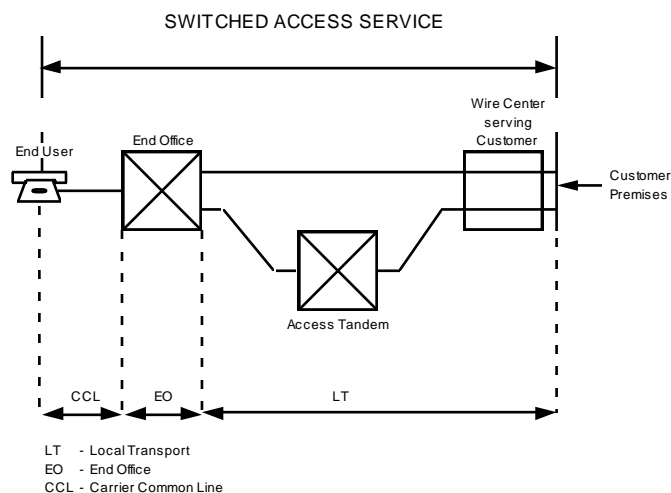 SWITCHED ACCESS SERVICE
Wire Center
serving
Customer
End User
End Office
Customer
Premises
Access Tandem
CCL
EO
LT
LT - Local Transport
EO - End Office
CCL - Carrier Common Line